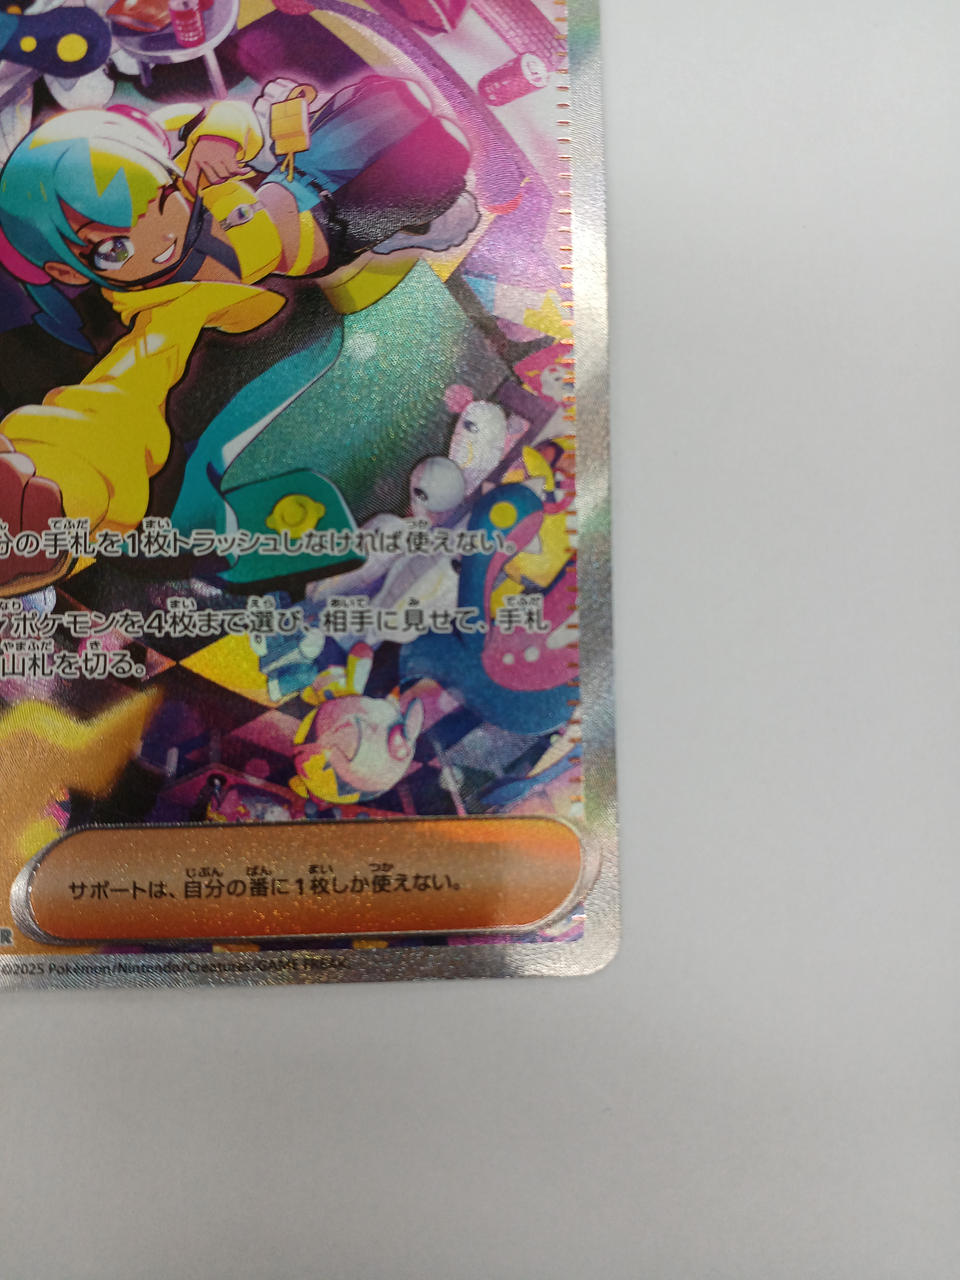 分の手札を1枚トラッシュしなければ使えない。
ポケモンを4枚まで選び、相手に見せて、手札
山札を切る。
サポートは、自分の番に1枚しか使えない。
R
©2025 Pokémon/Nintendo/Creatures/GAME FREAK.